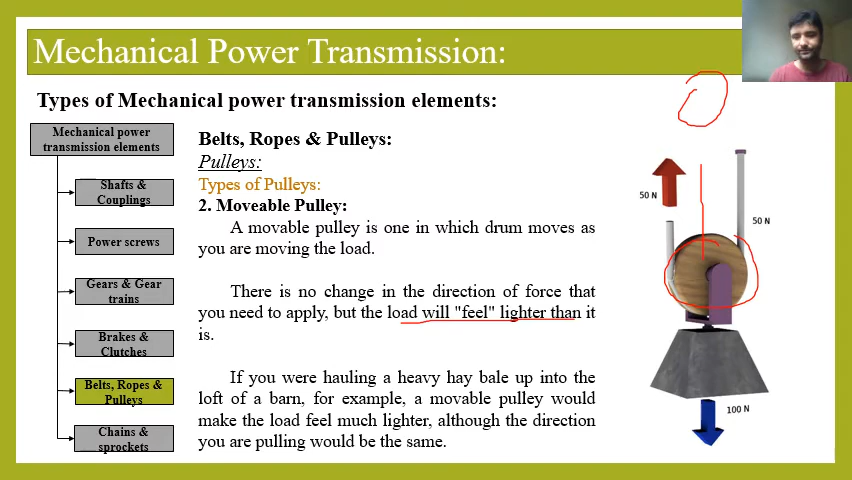 Mechanical Power Transmission:
Types of Mechanical power transmission elements:
Mechanical power
transmission elements
Shafts &
Couplings
Power screws
Gears & Gear
trains
Brakes &
Clutches
Belts, Ropes &
Pulleys
Chains &
sprockets
Belts, Ropes & Pulleys:
Pulleys:
Types of Pulleys:
2. Moveable Pulley:
A movable pulley is one in which drum moves as
you are moving the load.
There is no change in the direction of force that
you need to apply, but the load will "feel" lighter than it
is.
If you were hauling a heavy hay bale up into the
loft of a barn, for example, a movable pulley would
make the load feel much lighter, although the direction
you are pulling would be the same.
50 N
50 N
100 N